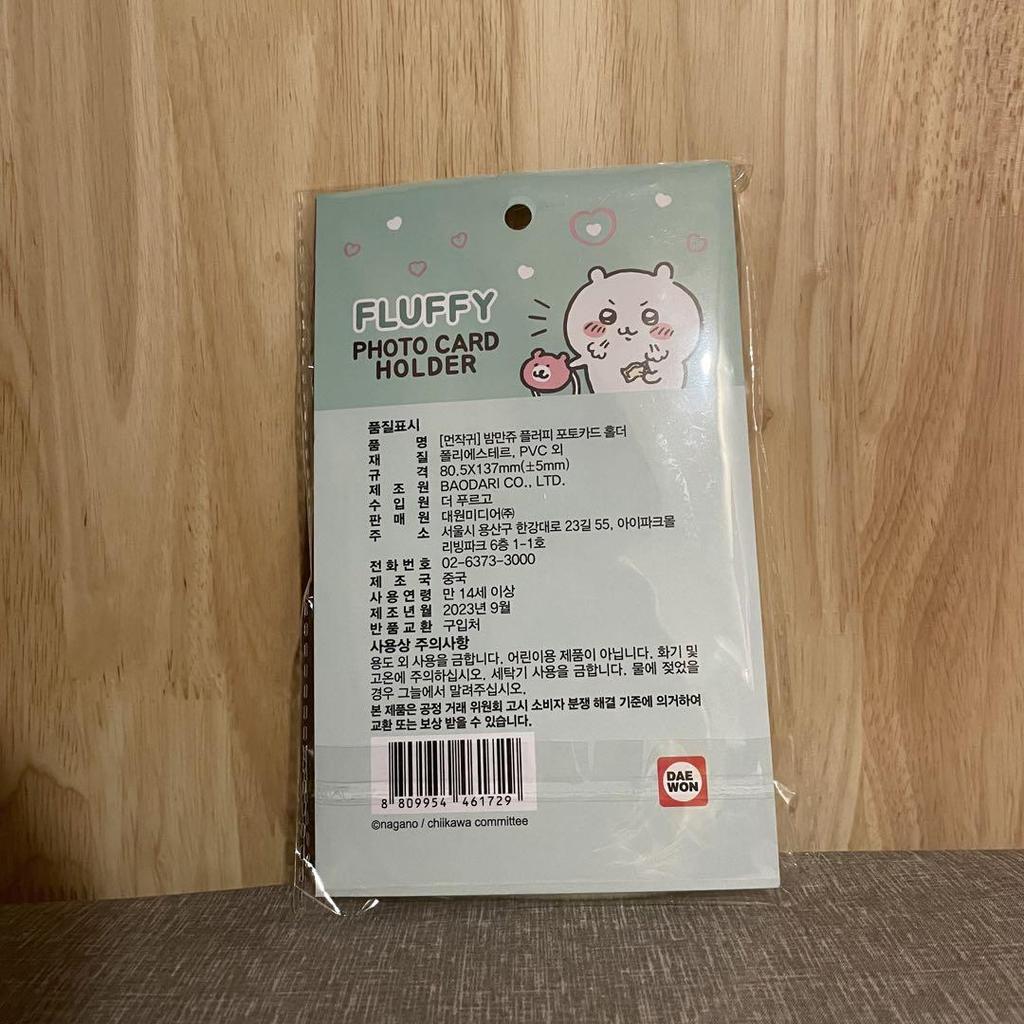 FLUFFY
PHOTO CARD
HOLDER
품질표시
품 명 [먼작귀] 밤만쥬 플러피 포토카드 홀더
재 질 폴리에스테르, PVC 외
규 격 80.5X137mm(±5mm)
제 조 원 BAODARI CO., LTD.
수 입 원 더 푸르고
판 매 원 대원미디어㈜
주 소 서울시 용산구 한강대로 23길 55, 아이파크몰
리빙파크 6층 1-1호
전화번호 02-6373-3000
제 조 국 중국
사용연령 만 14세 이상
제조년월 2023년 9월
반품교환 구입처
사용상 주의사항
용도 외 사용을 금합니다. 어린이용 제품이 아닙니다. 화기 및
고온에 주의하십시오. 세탁기 사용을 금합니다. 물에 젖었을
경우 그늘에서 말려주십시오.
본 제품은 공정 거래 위원회 고시 소비자 분쟁 해결 기준에 의거하여
교환 또는 보상 받을 수 있습니다.
8 809954 461729
DAE
WON
©nagano / chiikawa committee